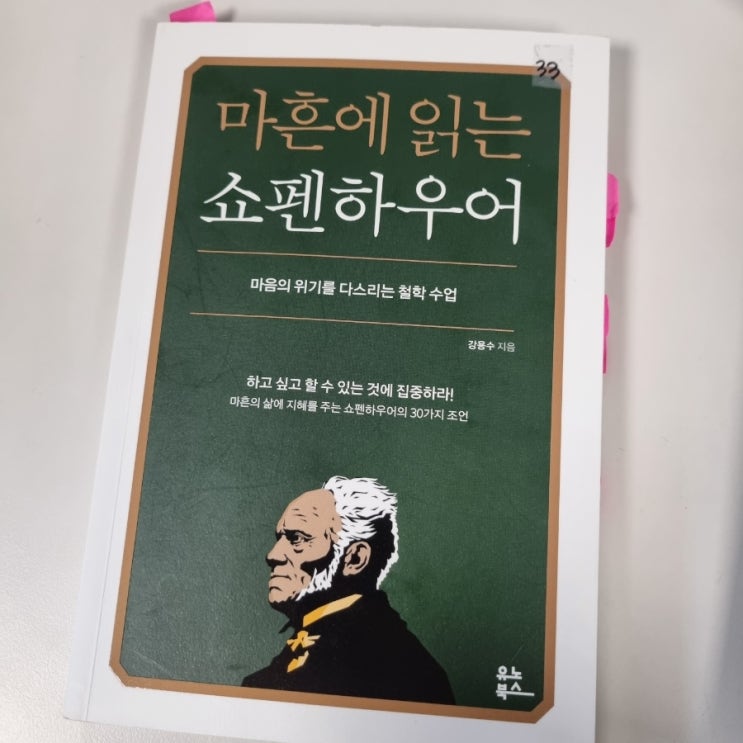 33
마흔에 읽는
쇼펜하우어
마음의 위기를 다스리는 철학 수업
강용수 지음
하고 싶고 할 수 있는 것에 집중하라!
마흔의 삶에 지혜를 주는 쇼펜하우어의 30가지 조언
유노
북스